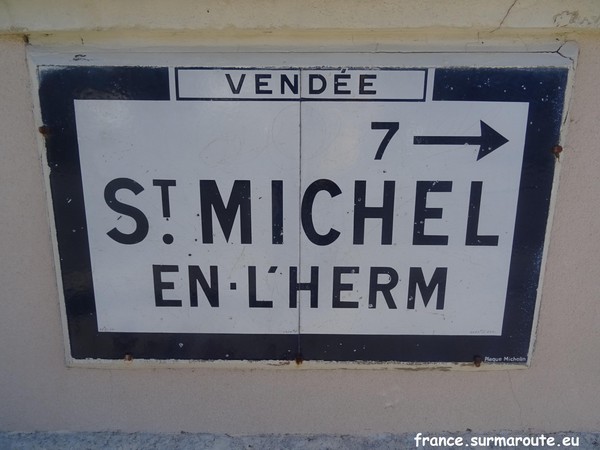 VENDÉE
7 →
ST. MICHEL
EN·L'HERM
Plaque Michelin
france.surmaroute.eu